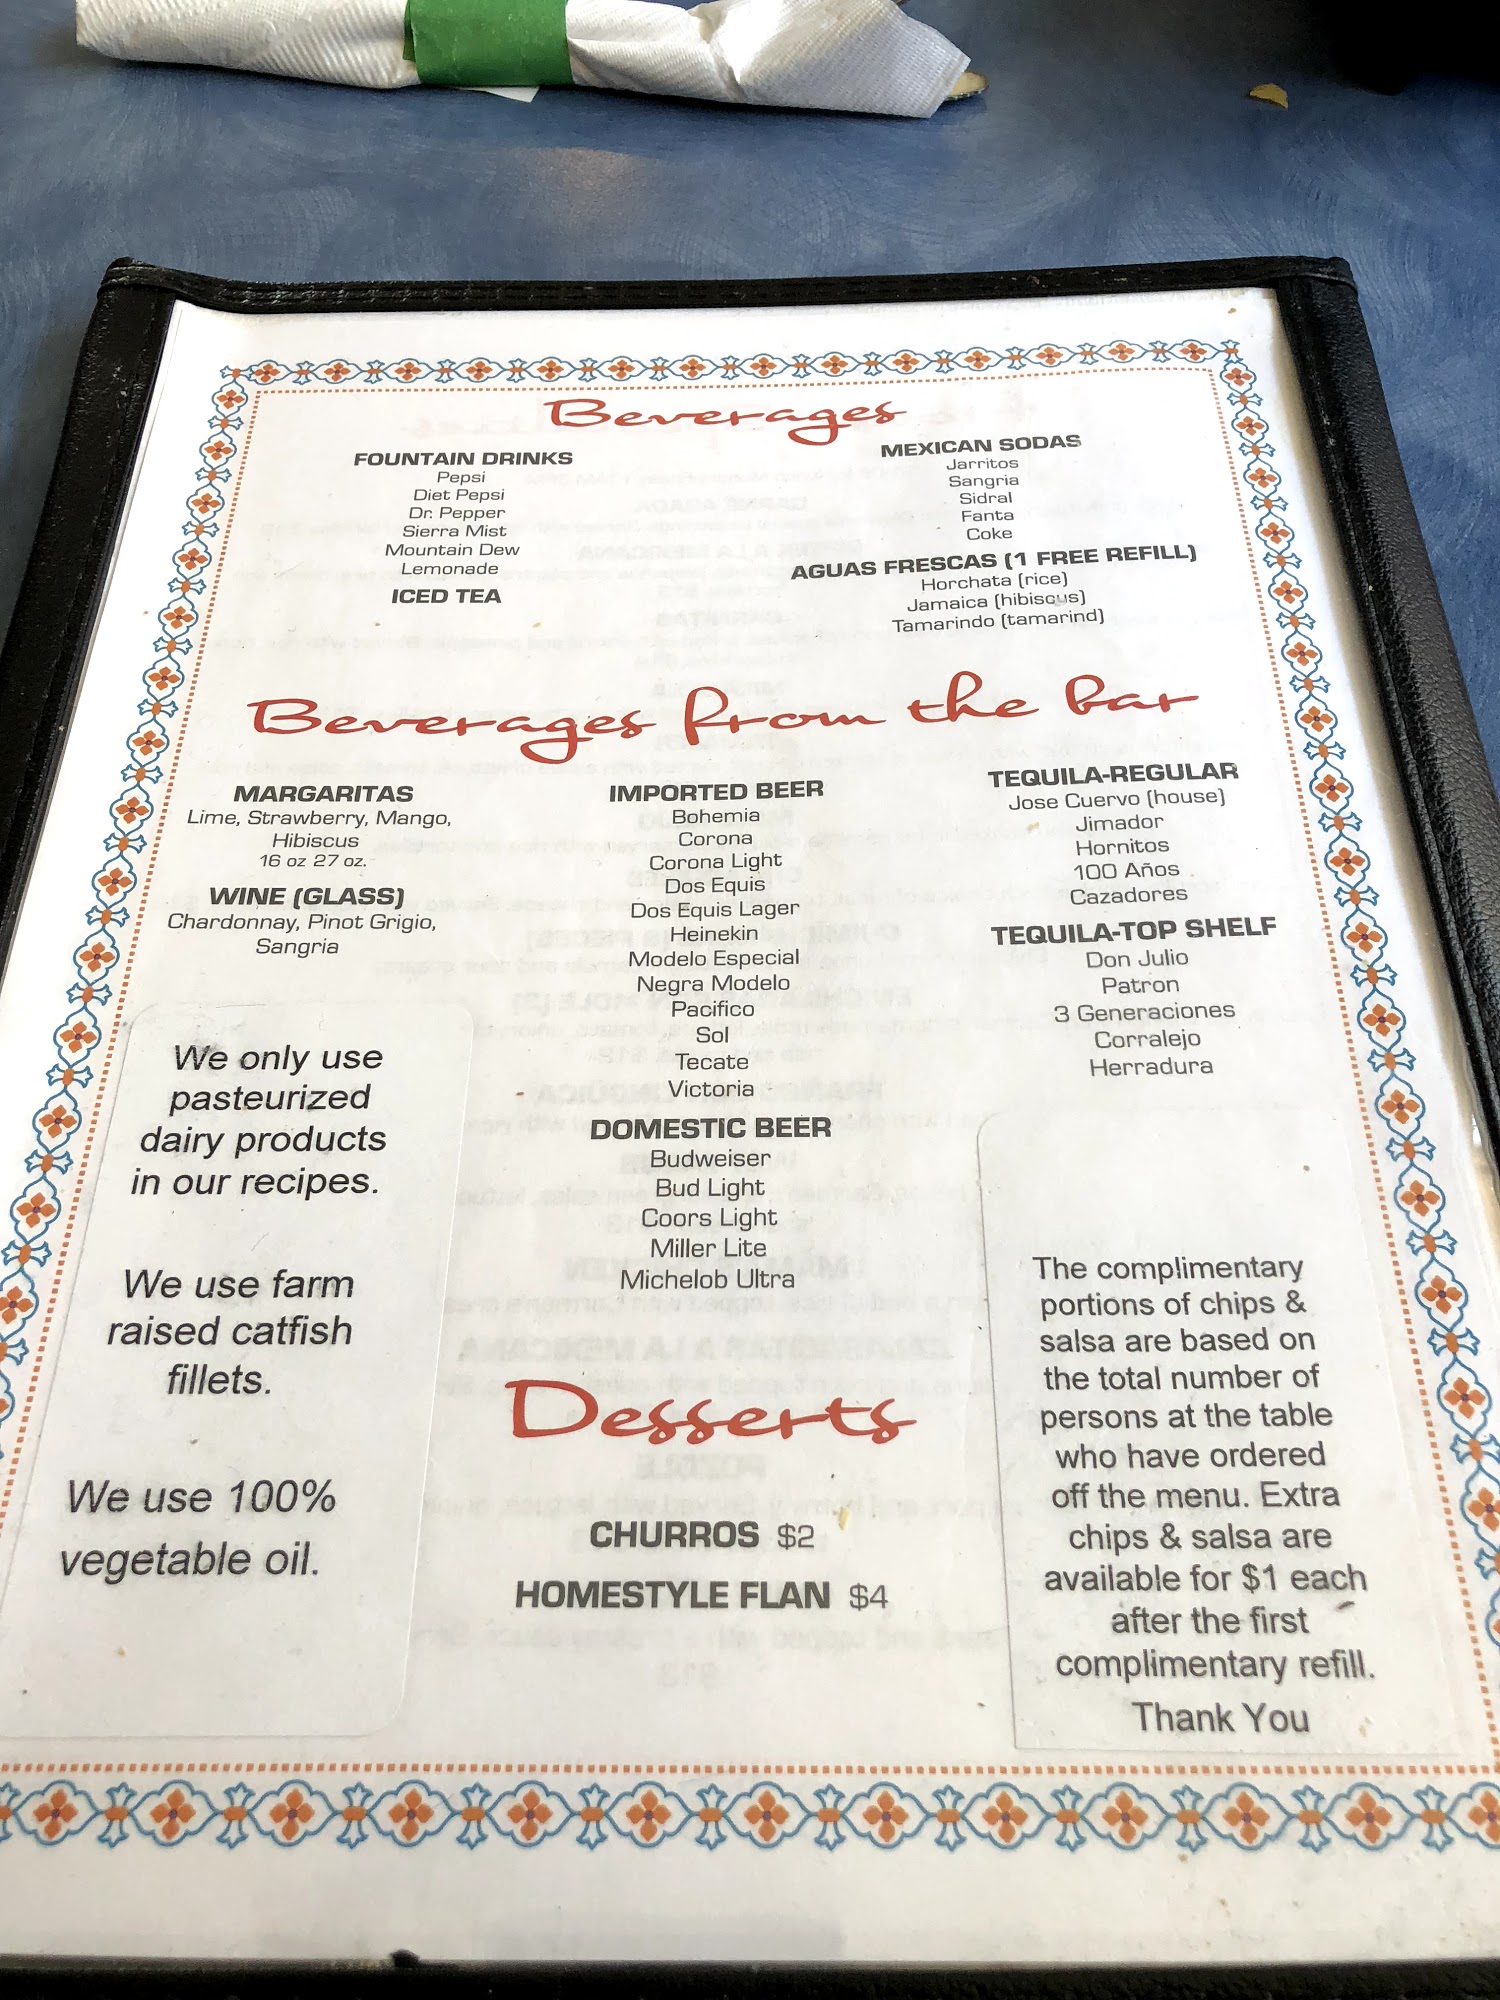 Beverages
FOUNTAIN DRINKS
Pepsi
Diet Pepsi
Dr. Pepper
Sierra Mist
Mountain Dew
Lemonade
ICED TEA
MEXICAN SODAS
Jarritos
Sangria
Sidral
Fanta
Coke
AGUAS FRESCAS (1 FREE REFILL)
Horchata (rice)
Jamaica (hibiscus)
Tamarindo (tamarind)
Beverages from the bar
MARGARITAS
Lime, Strawberry, Mango,
Hibiscus
16 oz 27 oz.
WINE (GLASS)
Chardonnay, Pinot Grigio,
Sangria
IMPORTED BEER
Bohemia
Corona
Corona Light
Dos Equis
Dos Equis Lager
Heinekin
Modelo Especial
Negra Modelo
Pacifico
Sol
Tecate
Victoria
DOMESTIC BEER
Budweiser
Bud Light
Coors Light
Miller Lite
Michelob Ultra
TEQUILA-REGULAR
Jose Cuervo (house)
Jimador
Hornitos
100 Años
Cazadores
TEQUILA-TOP SHELF
Don Julio
Patron
3 Generaciones
Corralejo
Herradura
We only use
pasteurized
dairy products
in our recipes.
We use farm
raised catfish
fillets.
We use 100%
vegetable oil.
Desserts
CHURROS $2
HOMESTYLE FLAN $4
The complimentary
portions of chips &
salsa are based on
the total number of
persons at the table
who have ordered
off the menu. Extra
chips & salsa are
available for $1 each
after the first
complimentary refill.
Thank You